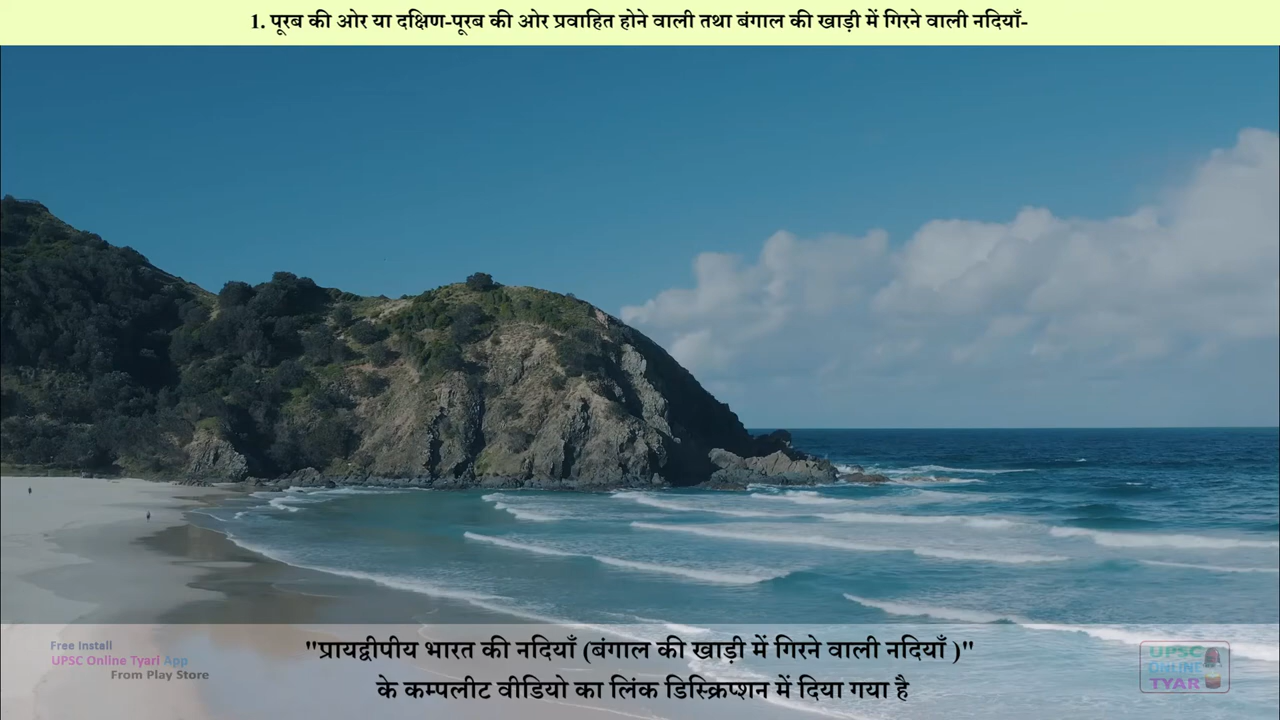 1. पूरब की ओर या दक्षिण-पूरब की ओर प्रवाहित होने वाली तथा बंगाल की खाड़ी में गिरने वाली नदियाँ-
"प्रायद्वीपीय भारत की नदियाँ (बंगाल की खाड़ी में गिरने वाली नदियाँ )"
के कम्पलीट वीडियो का लिंक डिस्क्रिप्शन में दिया गया है
Free Install
UPSC Online Tyari App
From Play Store
UPSC
ONLINE
TYARI